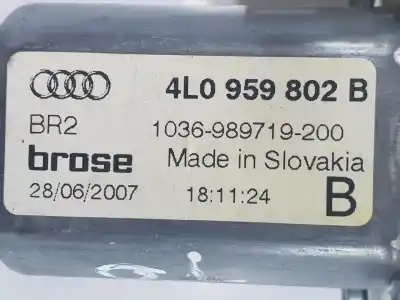 4L0 959 802 B
BR2 1036-989719-200
brose Made in Slovakia
28/06/2007 18:11:24 B